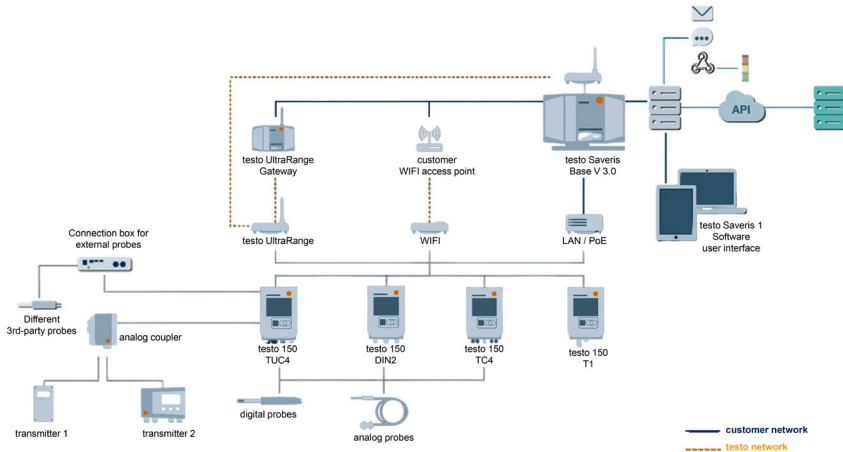 API
testo UltraRange
Gateway
customer
WIFI access point
testo Saveris
Base V 3.0
testo Saveris 1
Software
user interface
Connection box for
external probes
testo UltraRange
WIFI
LAN / PoE
Different
3rd-party probes
analog coupler
testo 150
TUC4
testo 150
DIN2
testo 150
TC4
testo 150
T1
transmitter 1
transmitter 2
digital probes
analog probes
customer network
testo network